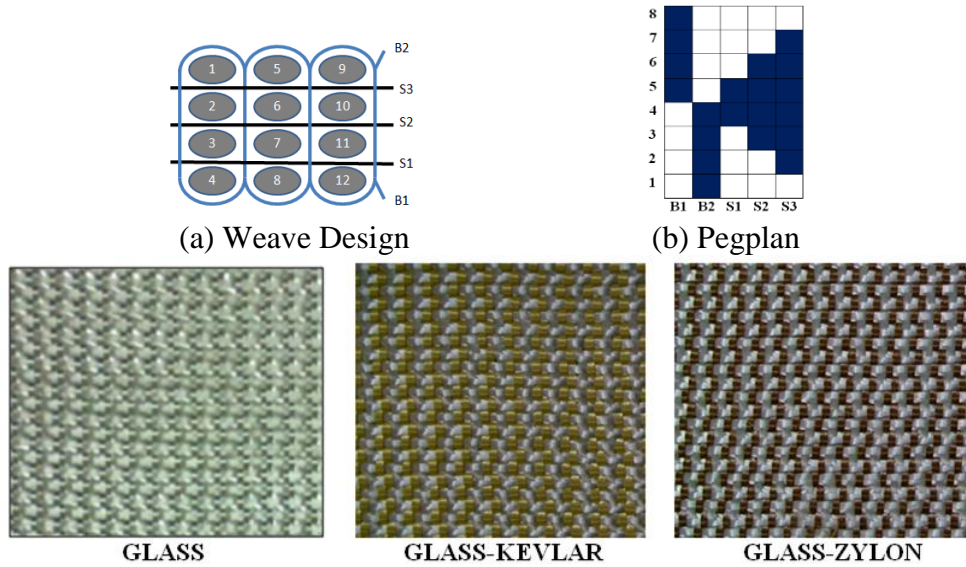 B2
1 5 9
S3
2 6 10
S2
3 7 11
S1
4 8 12
B1
(a) Weave Design
8
7
6
5
4
3
2
1
B1 B2 S1 S2 S3
(b) Pegplan
GLASS
GLASS-KEVLAR
GLASS-ZYLON